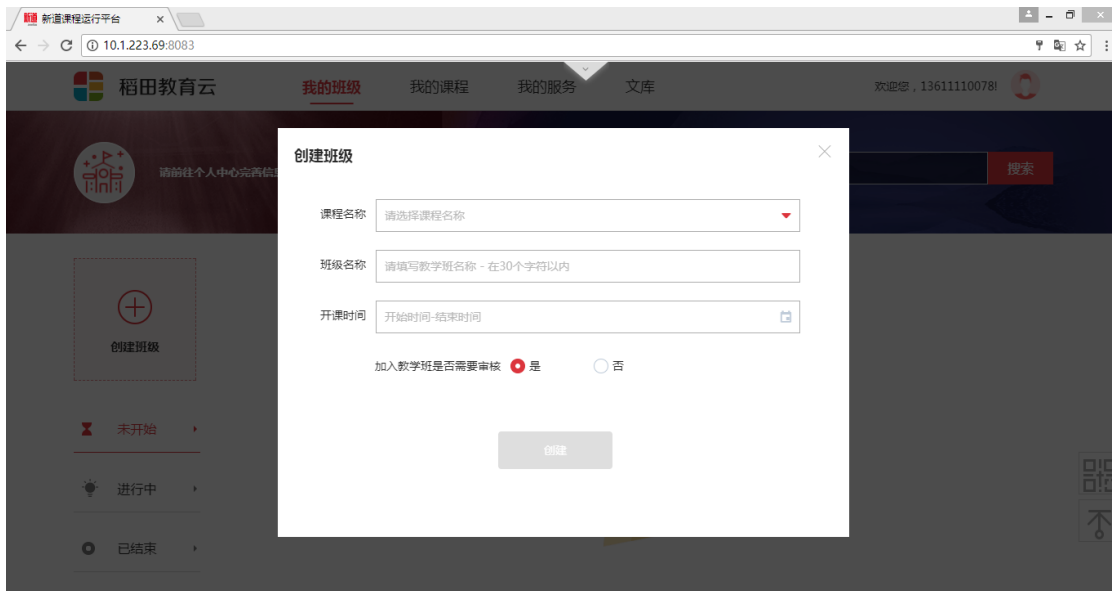 新道课程运行平台
10.1.223.69:8083
稻田教育云 我的班级 我的课程 我的服务 文库 欢迎您，13611110078!
请前往个人中心完善信息
搜索
创建班级
课程名称 请选择课程名称
班级名称 请填写教学班名称 - 在30个字符以内
开课时间 开始时间-结束时间
加入教学班是否需要审核 是 否
创建
创建班级
未开始
进行中
已结束